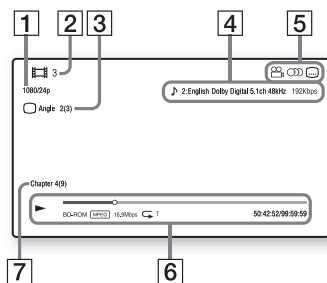 1 2 3 4 5
3
1080/24p
2:English Dolby Digital 5.1ch 48kHz 192Kbps
Angle 2(3)
Chapter 4(9)
BD-ROM MPEG 16.9Mbps T 50:42:52/99:59:59
7 6